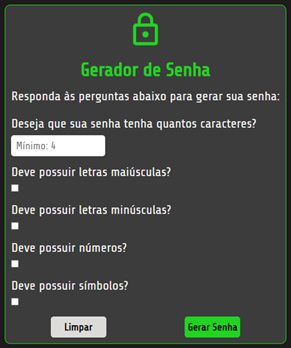 Gerador de Senha
Responda às perguntas abaixo para gerar sua senha:
Deseja que sua senha tenha quantos caracteres?
Mínimo: 4
Deve possuir letras maiúsculas?
Deve possuir letras minúsculas?
Deve possuir números?
Deve possuir símbolos?
Limpar Gerar Senha